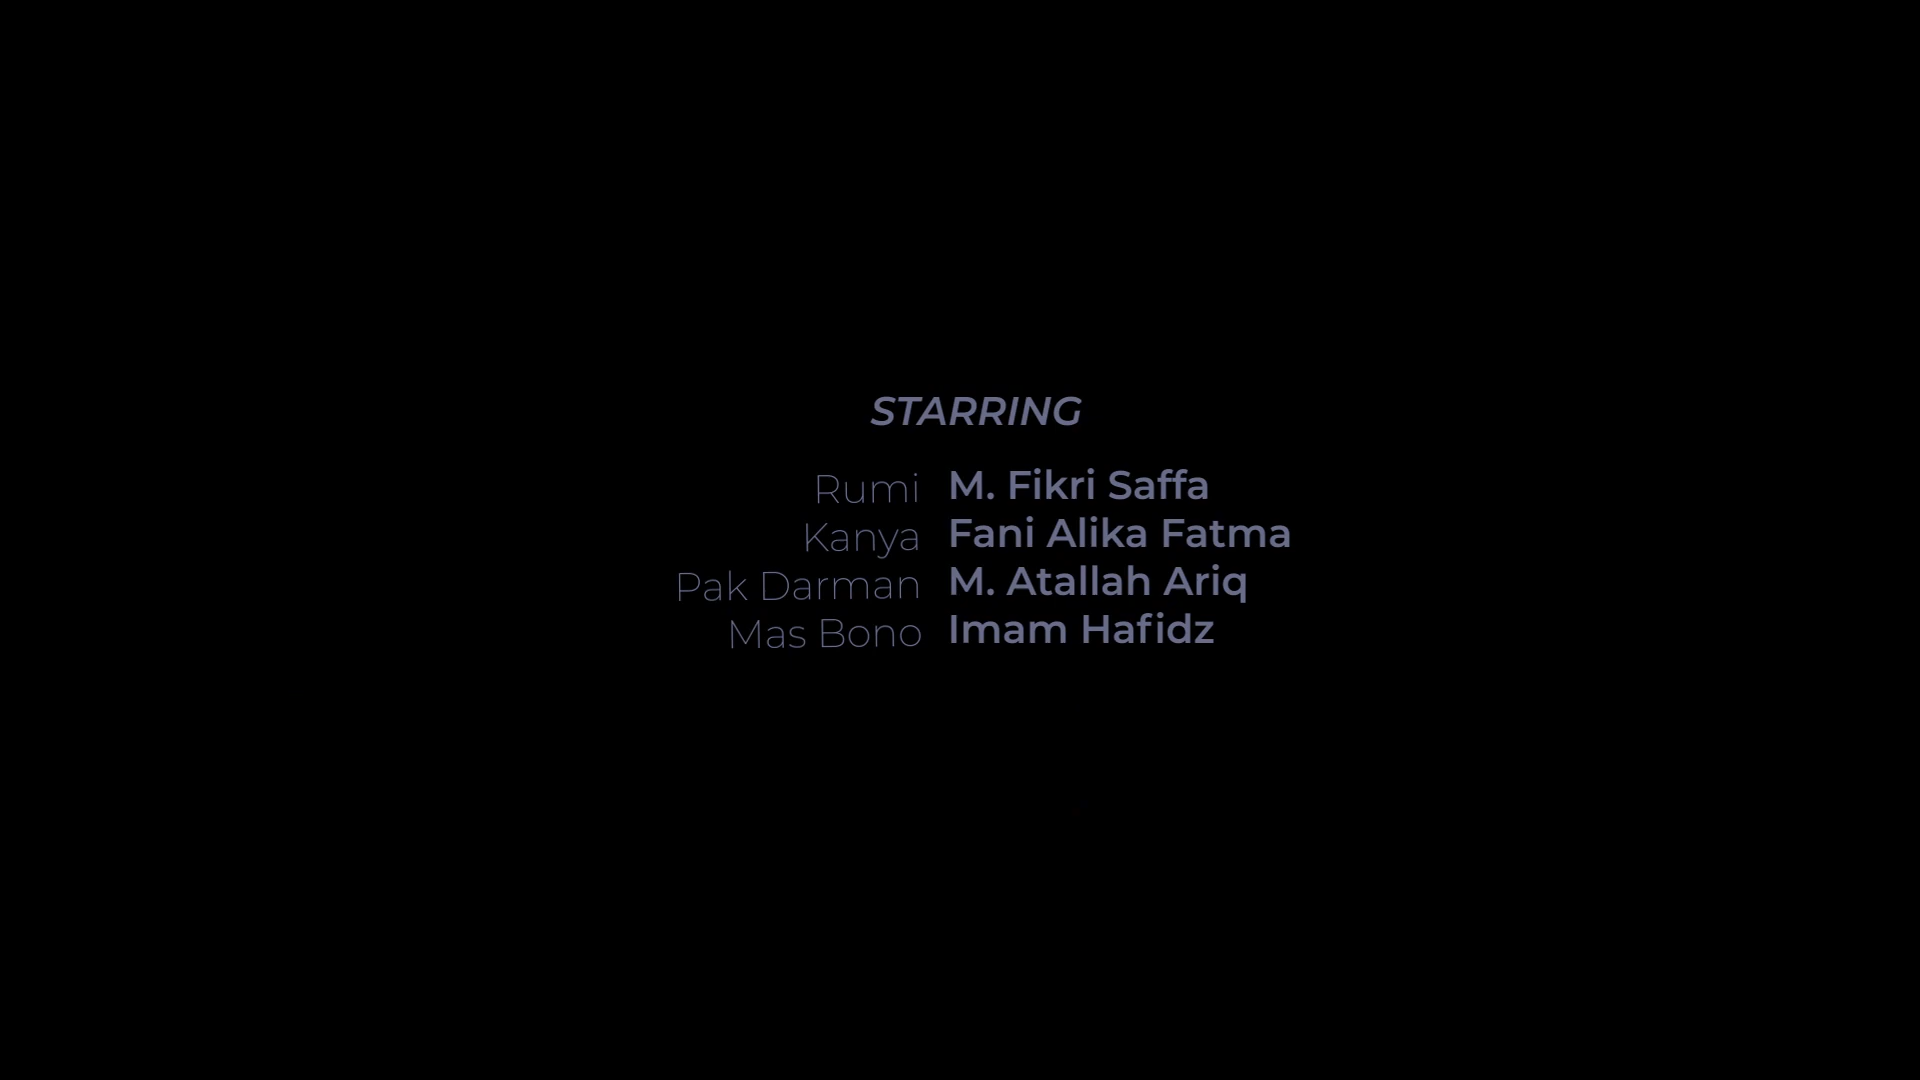 STARRING
Rumi M. Fikri Saffa
Kanya Fani Alika Fatma
Pak Darman M. Atallah Ariq
Mas Bono Imam Hafidz